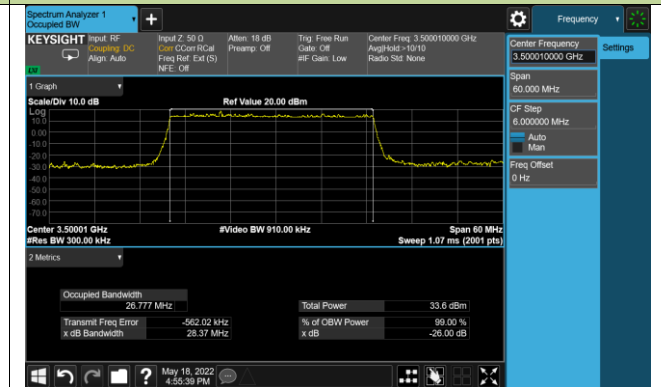 Spectrum Analyzer 1
Occupied BW
+
Frequency
KEYSIGHT Input: RF
Coupling: DC
Align: Auto
Input Z: 50 Ω
Corr CCorr RCal
Freq Ref: Ext (S)
NFE: Off
Atten: 18 dB
Preamp: Off
Trig: Free Run
Gate: Off
#IF Gain: Low
Center Freq: 3.500010000 GHz
Avg|Hold:>10/10
Radio Std: None
Center Frequency
3.500010000 GHz
Settings
Span
60.000 MHz
CF Step
6.000000 MHz
Auto
Man
Freq Offset
0 Hz
1 Graph
Scale/Div 10.0 dB
Ref Value 20.00 dBm
Log
10.0
0.00
-10.0
-20.0
-30.0
-40.0
-50.0
-60.0
-70.0
Center 3.50001 GHz
#Video BW 910.00 kHz
Span 60 MHz
#Res BW 300.00 kHz
Sweep 1.07 ms (2001 pts)
2 Metrics
Occupied Bandwidth
26.777 MHz
Total Power 33.6 dBm
Transmit Freq Error -562.02 kHz
% of OBW Power 99.00 %
x dB Bandwidth 28.37 MHz
x dB -26.00 dB
?
May 18, 2022
4:55:39 PM